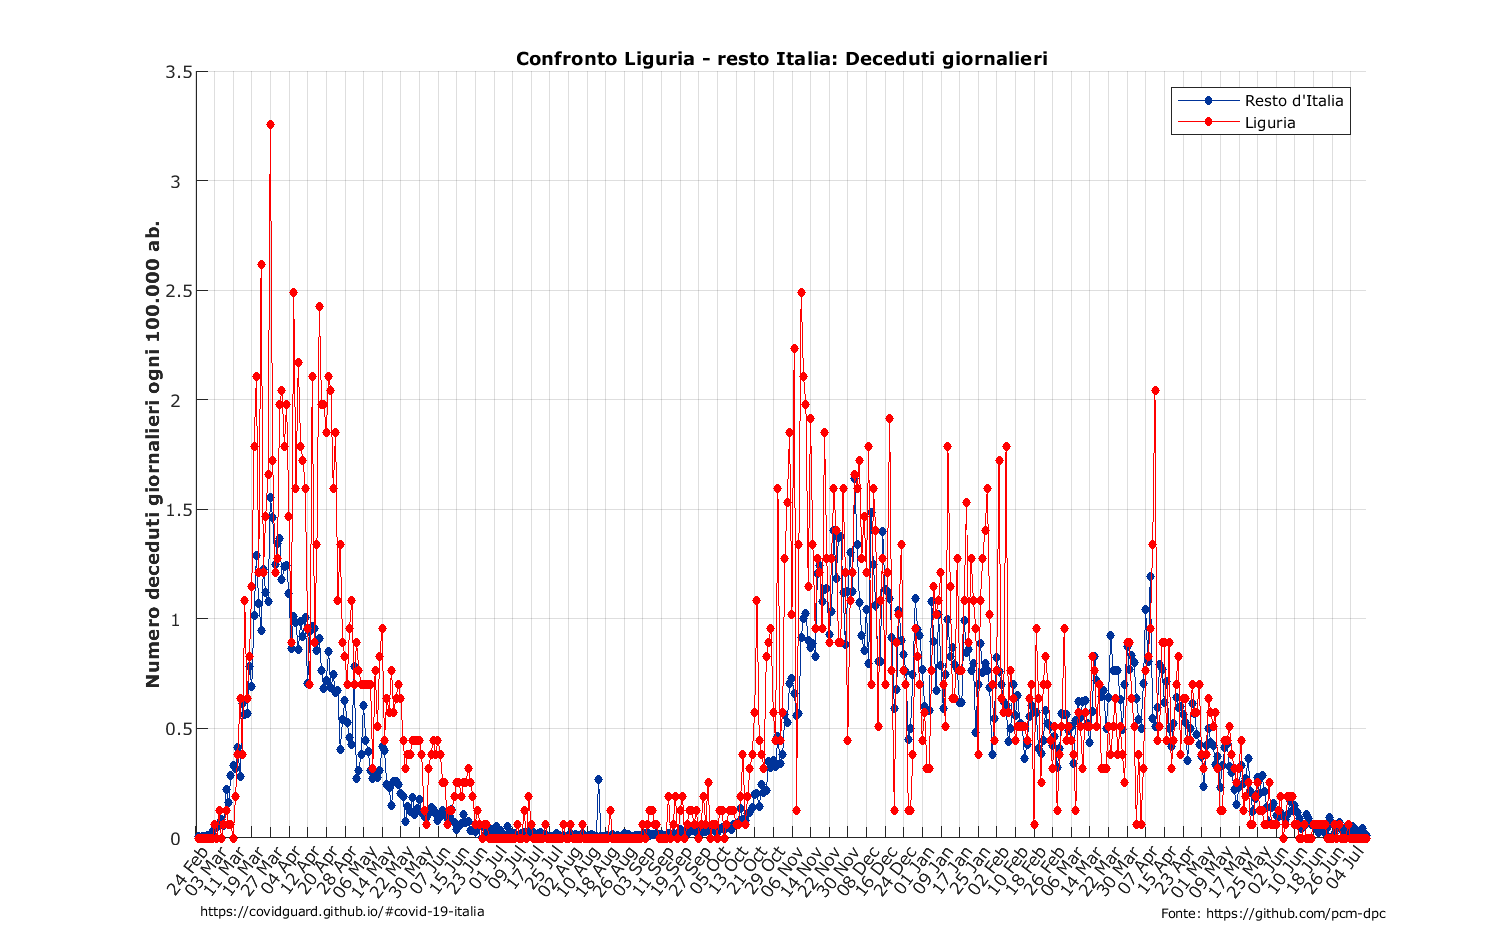 Confronto Liguria - resto Italia: Deceduti giornalieri
Resto d'Italia
Liguria
Numero deceduti giornalieri ogni 100.000 ab.
3.5
3
2.5
2
1.5
1
0.5
0
24 Feb
03 Mar
11 Mar
19 Mar
27 Mar
04 Apr
12 Apr
20 Apr
28 Apr
06 May
14 May
22 May
30 May
07 Jun
15 Jun
23 Jun
01 Jul
09 Jul
17 Jul
25 Jul
02 Aug
10 Aug
18 Aug
26 Aug
03 Sep
11 Sep
19 Sep
27 Sep
05 Oct
13 Oct
21 Oct
29 Oct
06 Nov
14 Nov
22 Nov
30 Nov
08 Dec
16 Dec
24 Dec
01 Jan
09 Jan
17 Jan
25 Jan
02 Feb
10 Feb
18 Feb
26 Feb
06 Mar
14 Mar
22 Mar
30 Mar
07 Apr
15 Apr
23 Apr
01 May
09 May
17 May
25 May
02 Jun
10 Jun
18 Jun
26 Jun
04 Jul
https://covidguard.github.io/#covid-19-italia
Fonte: https://github.com/pcm-dpc